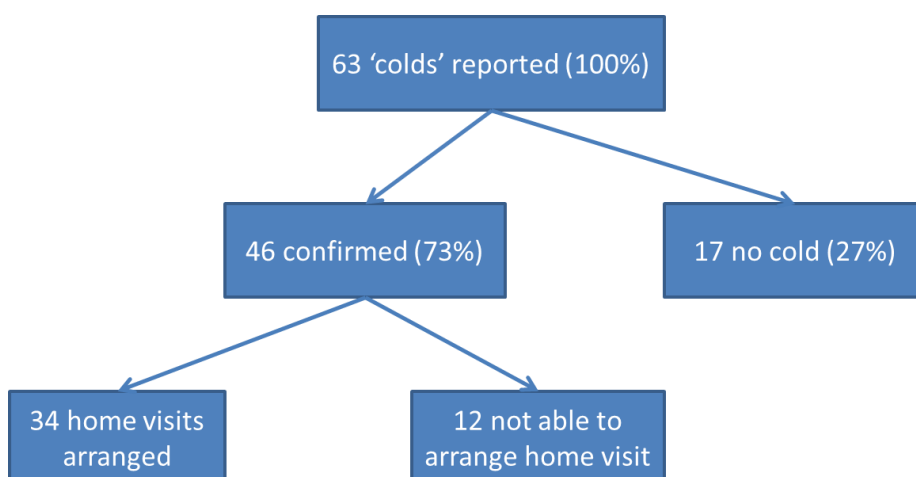 63 ‘colds’ reported (100%)
46 confirmed (73%)
17 no cold (27%)
34 home visits
arranged
12 not able to
arrange home visit